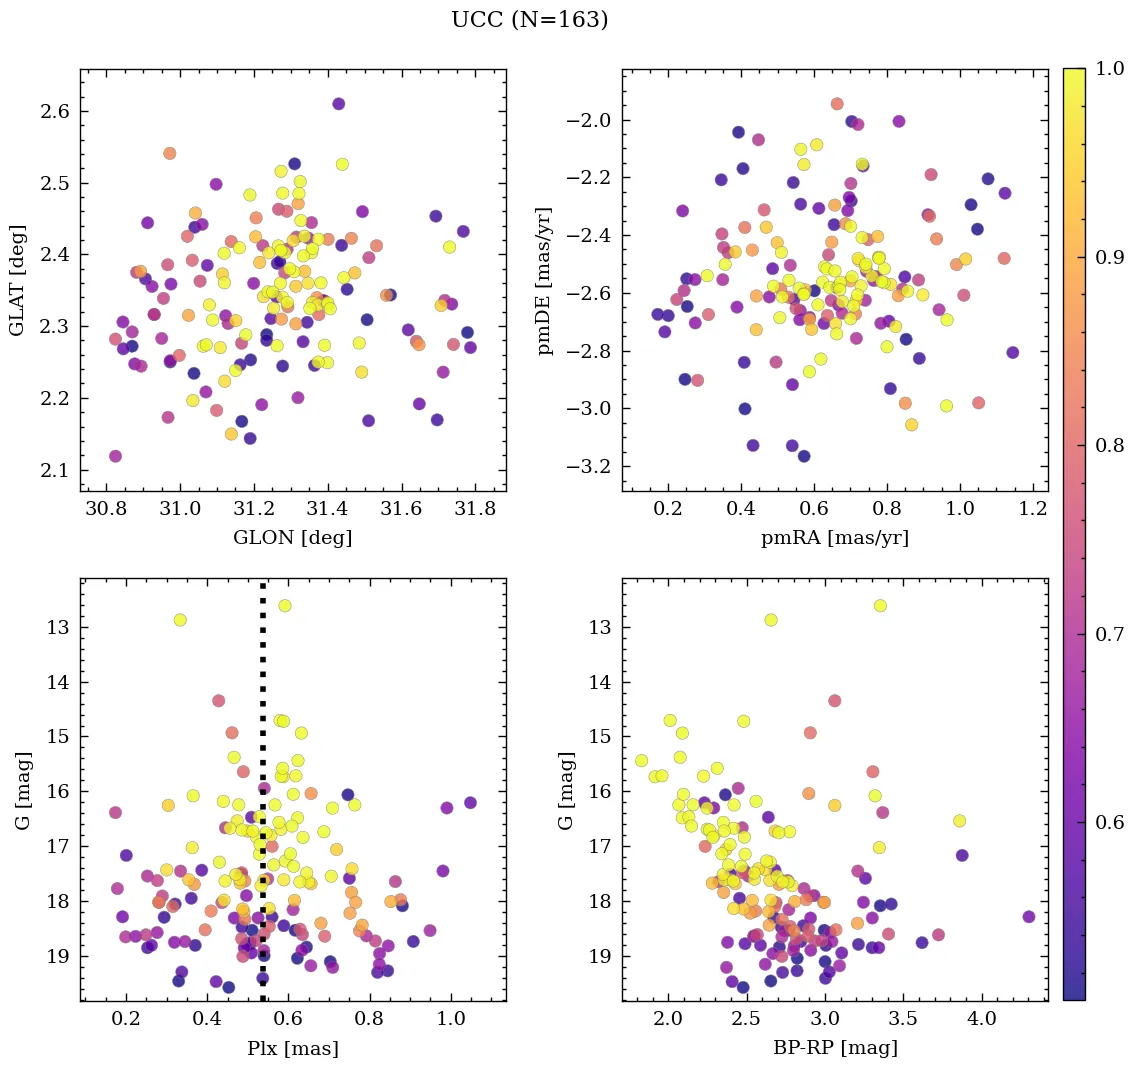 UCC (N=163)
2.6
2.5
2.4
2.3
2.2
2.1
GLAT [deg]
30.8 31.0 31.2 31.4 31.6 31.8
GLON [deg]
−2.0
−2.2
−2.4
−2.6
−2.8
−3.0
−3.2
pmDE [mas/yr]
0.2 0.4 0.6 0.8 1.0 1.2
pmRA [mas/yr]
1.0
0.9
0.8
0.7
0.6
13
14
15
16
17
18
19
G [mag]
0.2 0.4 0.6 0.8 1.0
Plx [mas]
13
14
15
16
17
18
19
G [mag]
2.0 2.5 3.0 3.5 4.0
BP-RP [mag]